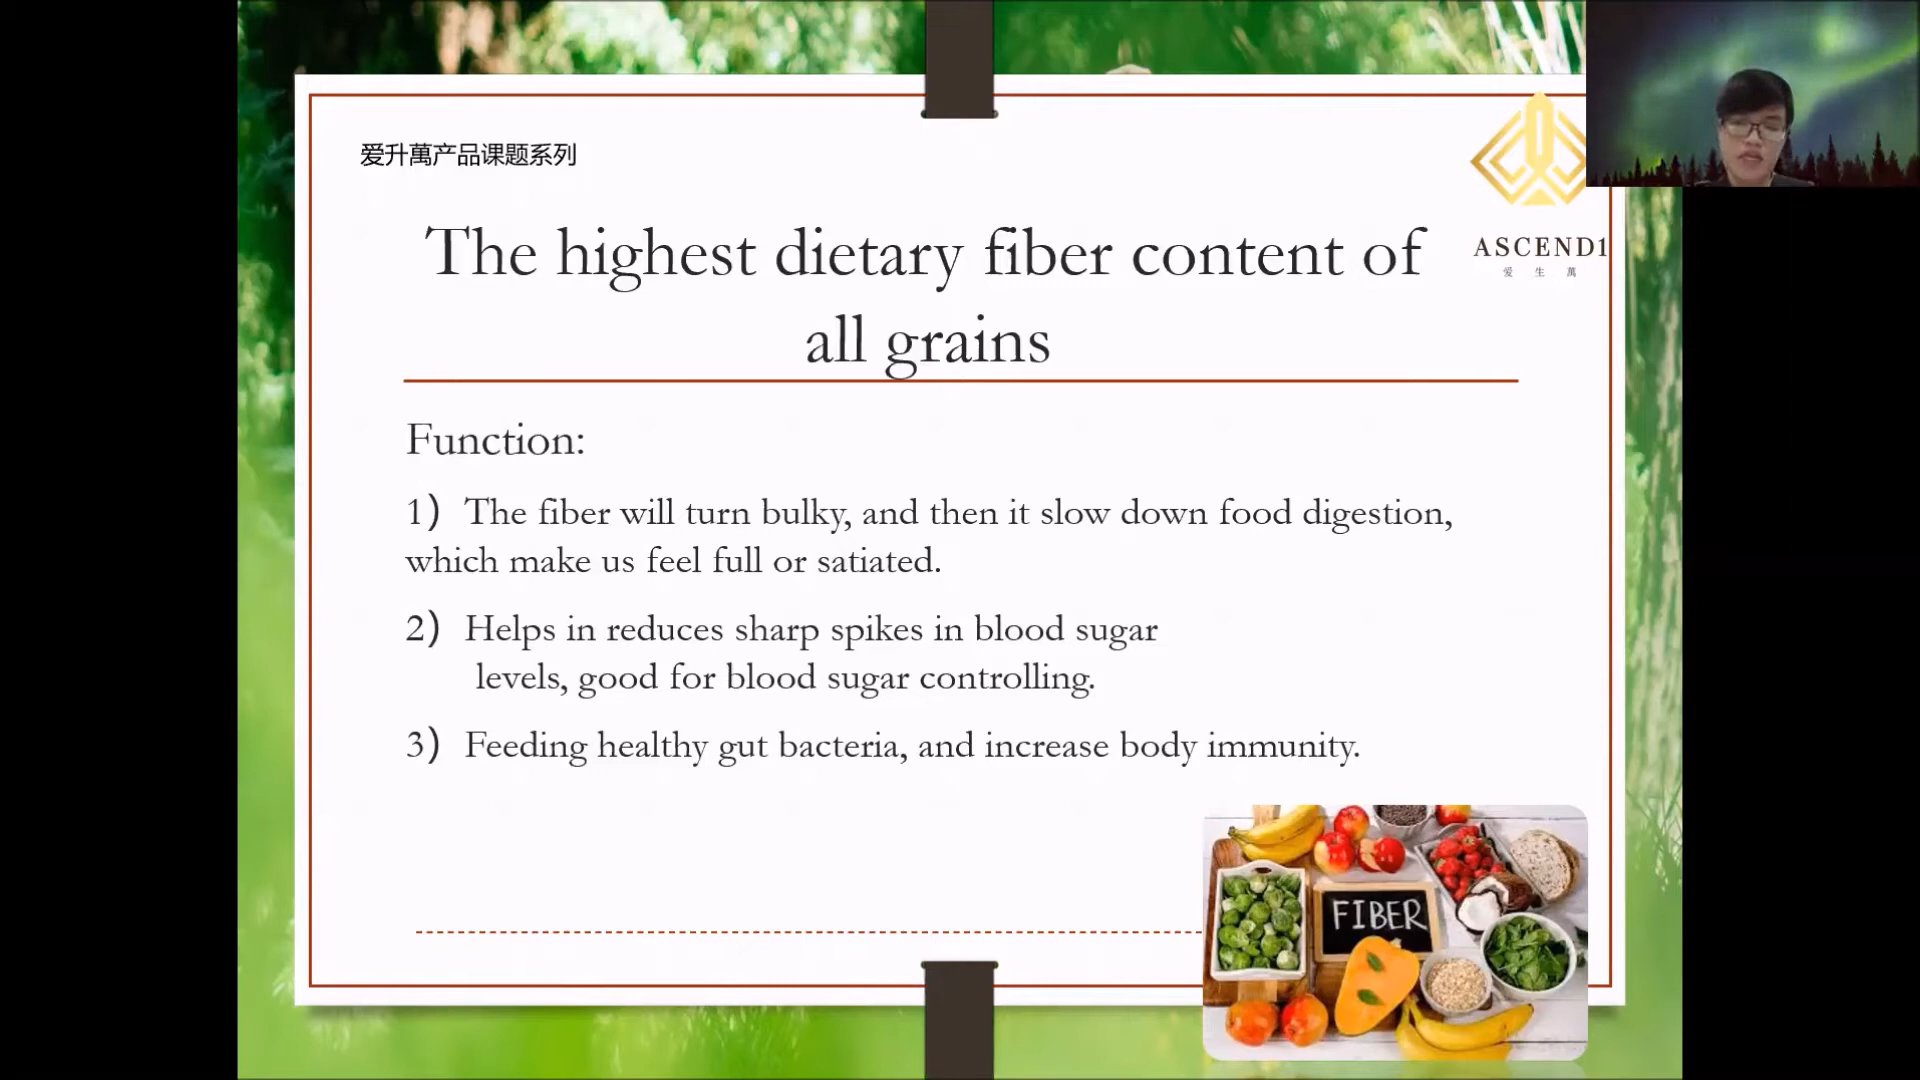 爱升萬产品课题系列
ASCEND1
爱 生 萬
The highest dietary fiber content of
all grains
Function:
1) The fiber will turn bulky, and then it slow down food digestion,
which make us feel full or satiated.
2) Helps in reduces sharp spikes in blood sugar
levels, good for blood sugar controlling.
3) Feeding healthy gut bacteria, and increase body immunity.
FIBER